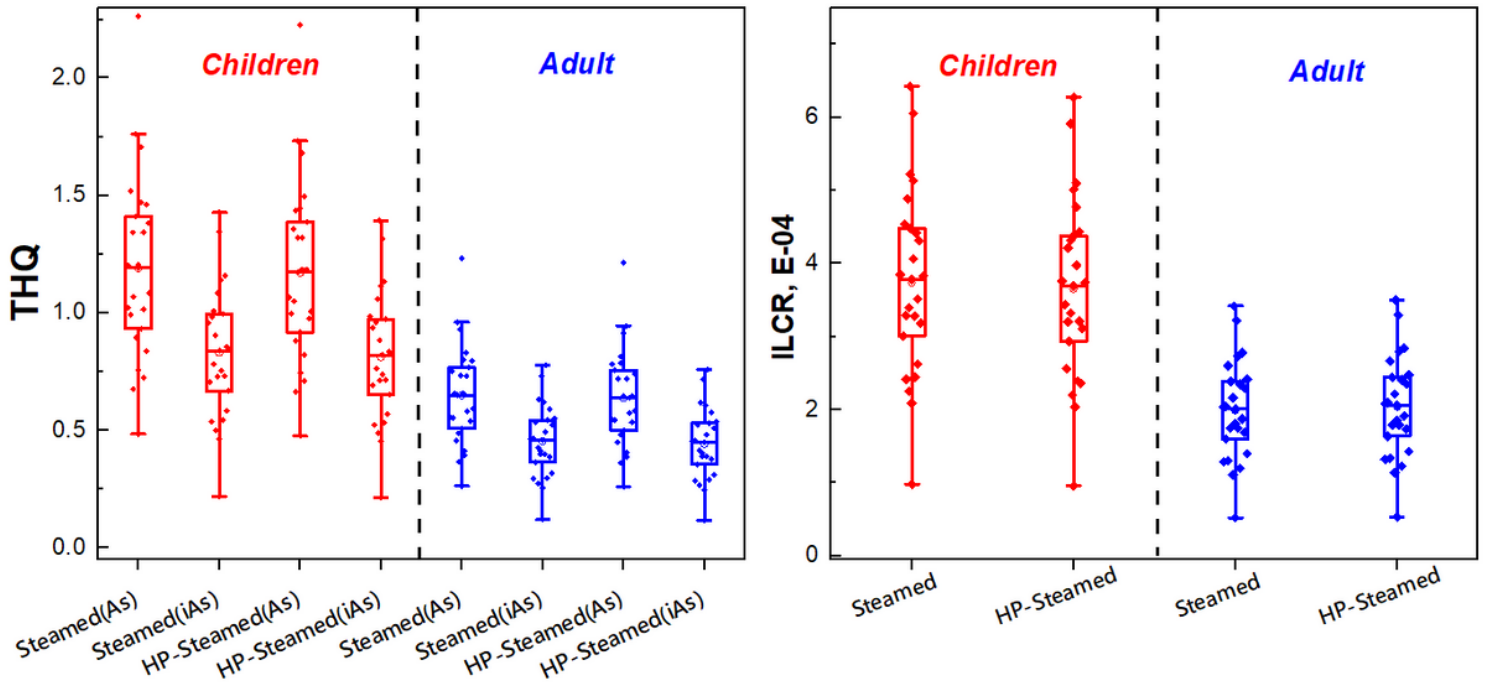 THQ
2.0
1.5
1.0
0.5
0.0
Children
Adult
Steamed(As)
Steamed(iAs)
HP-Steamed(As)
HP-Steamed(iAs)
Steamed(As)
Steamed(iAs)
HP-Steamed(As)
HP-Steamed(iAs)
ILCR, E-04
6
4
2
0
Children
Adult
Steamed
HP-Steamed
Steamed
HP-Steamed